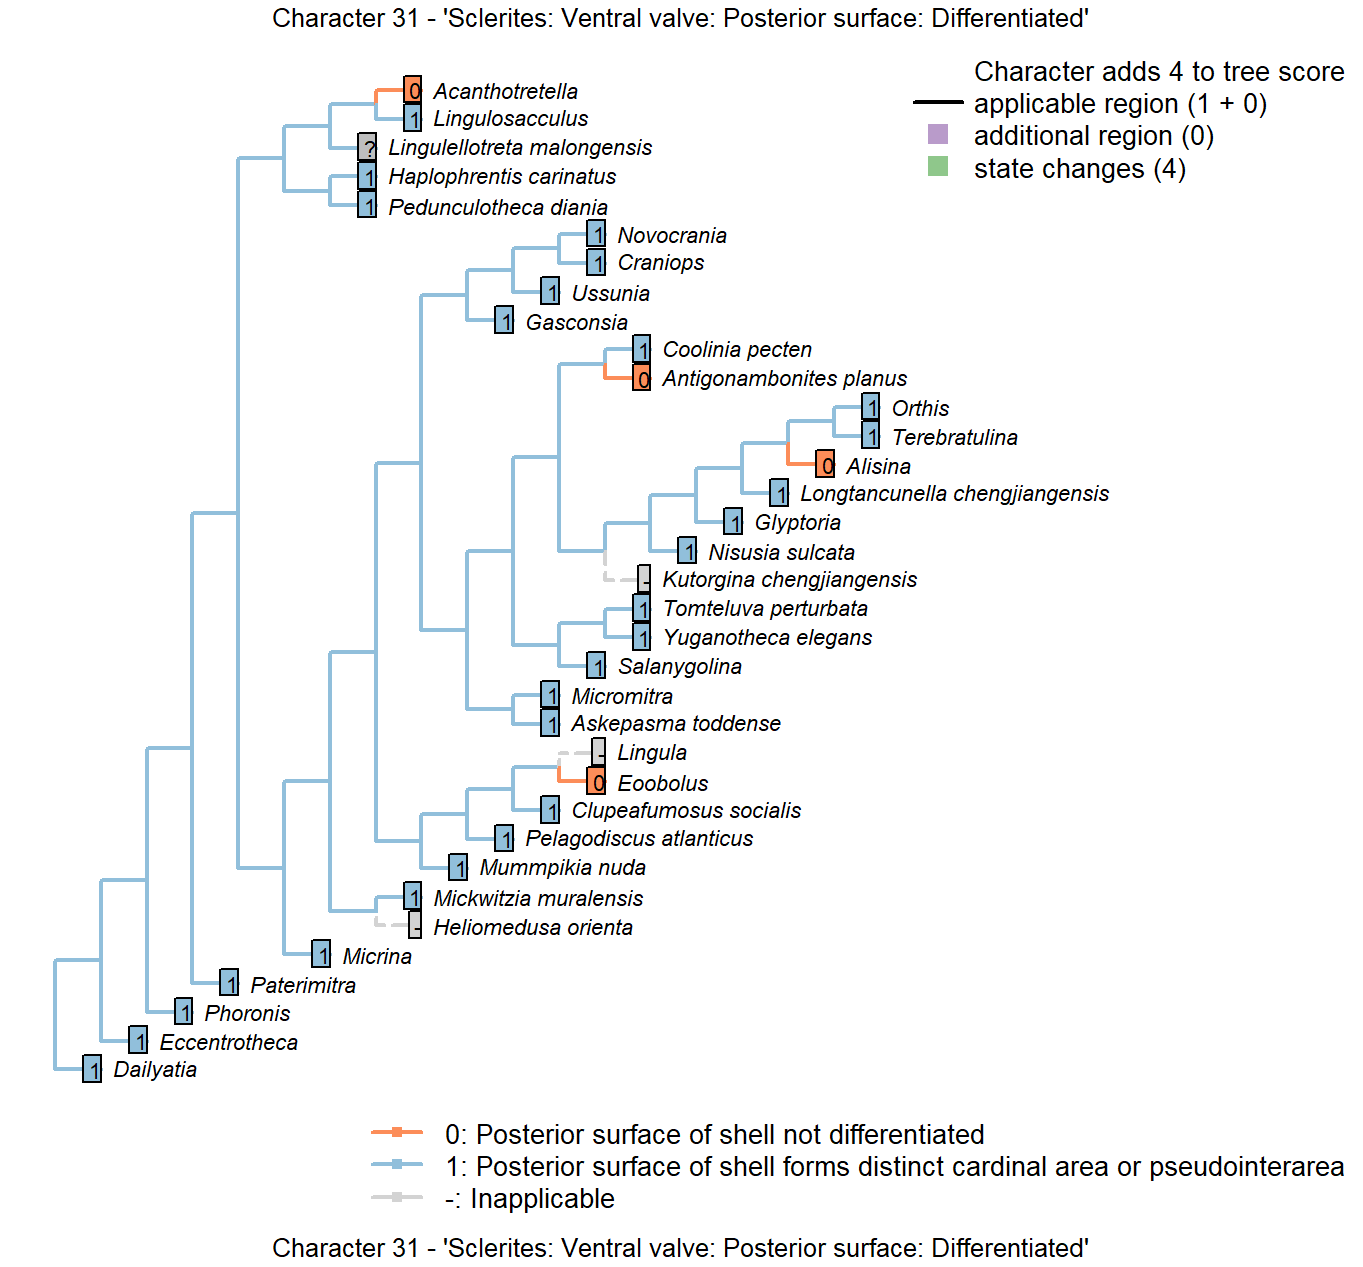 Character 31 - 'Sclerites: Ventral valve: Posterior surface: Differentiated'
Character adds 4 to tree score
applicable region (1 + 0)
additional region (0)
state changes (4)
0 Acanthotretella
1 Lingulosacculus
? Lingulellotreta malongensis
1 Haplophrentis carinatus
1 Pedunculotheca diania
1 Novocrania
1 Craniops
1 Ussunia
1 Gasconsia
1 Coolinia pecten
0 Antigonambonites planus
1 Orthis
1 Terebratulina
0 Alisina
1 Longtancunella chengjiangensis
1 Glyptoria
1 Nisusia sulcata
- Kutorgina chengjiangensis
1 Tomteluva perturbata
1 Yuganotheca elegans
1 Salanygolina
1 Micromitra
1 Askepasma toddense
- Lingula
0 Eoobolus
1 Clupeafumosus socialis
1 Pelagodiscus atlanticus
1 Mummpikia nuda
1 Mickwitzia muralensis
- Heliomedusa orienta
1 Micrina
1 Paterimitra
1 Phoronis
1 Eccentrotheca
1 Dailyatia
0: Posterior surface of shell not differentiated
1: Posterior surface of shell forms distinct cardinal area or pseudointerarea
-: Inapplicable
Character 31 - 'Sclerites: Ventral valve: Posterior surface: Differentiated'